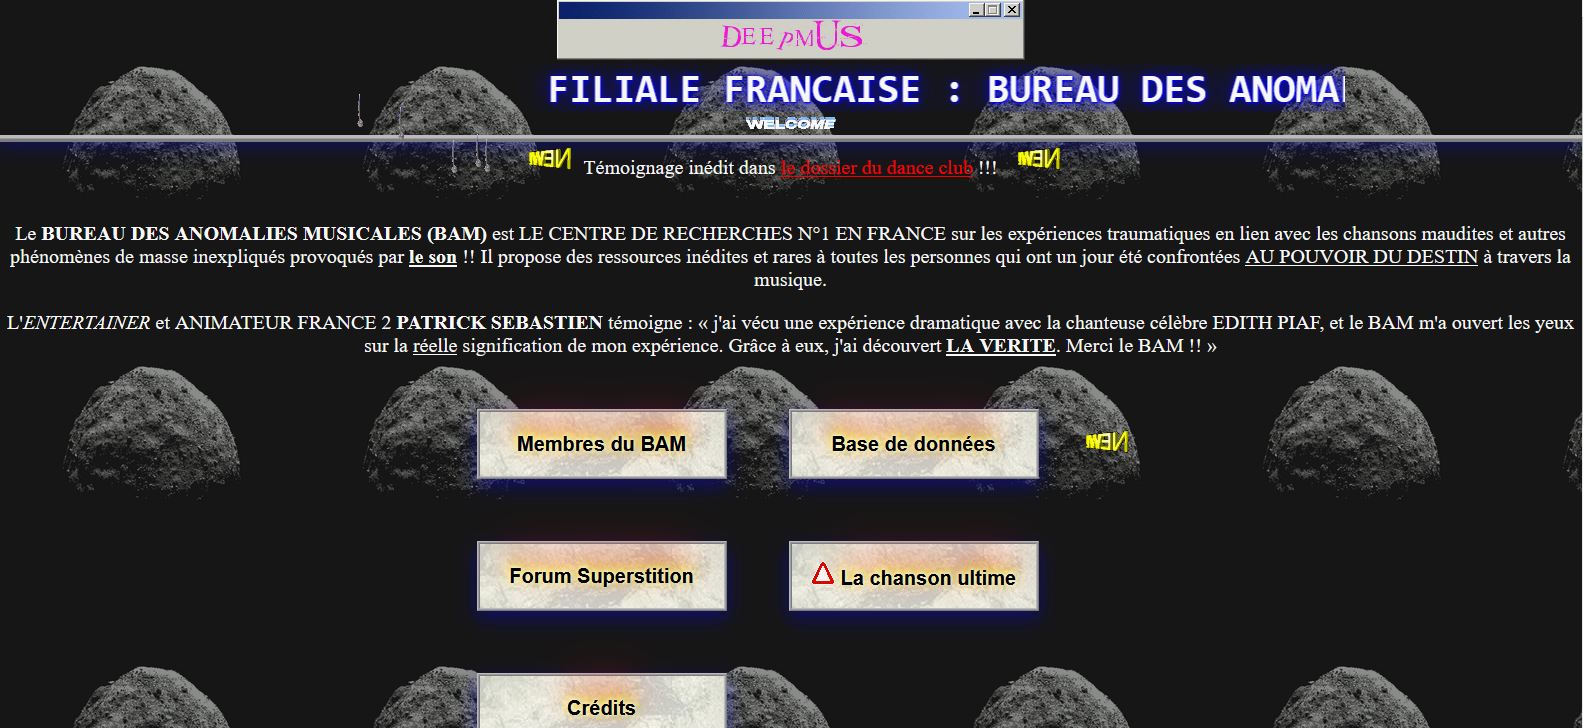 DEEpMUS
FILIALE FRANCAISE : BUREAU DES ANOMA
WELCOME
NEW
Témoignage inédit dans le dossier du dance club !!!
NEW
Le BUREAU DES ANOMALIES MUSICALES (BAM) est LE CENTRE DE RECHERCHES N°1 EN FRANCE sur les expériences traumatiques en lien avec les chansons maudites et autres
phénomènes de masse inexpliqués provoqués par le son !! Il propose des ressources inédites et rares à toutes les personnes qui ont un jour été confrontées AU POUVOIR DU DESTIN à travers la
musique.
L'ENTERTAINER et ANIMATEUR FRANCE 2 PATRICK SEBASTIEN témoigne : « j'ai vécu une expérience dramatique avec la chanteuse célèbre EDITH PIAF, et le BAM m'a ouvert les yeux
sur la réelle signification de mon expérience. Grâce à eux, j'ai découvert LA VERITE. Merci le BAM !! »
Membres du BAM
Base de données
NEW
Forum Superstition
La chanson ultime
Crédits